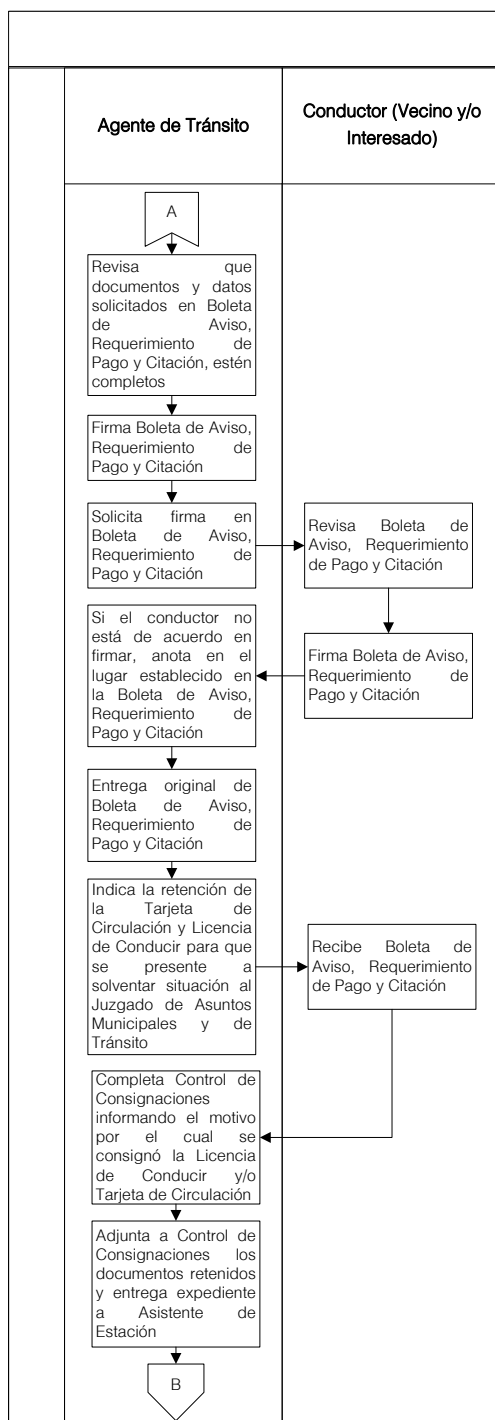 Agente de Tránsito
Conductor (Vecino y/o
Interesado)
A
Revisa que
documentos y datos
solicitados en Boleta
de Aviso,
Requerimiento de
Pago y Citación, estén
completos
Firma Boleta de Aviso,
Requerimiento de
Pago y Citación
Solicita firma en
Boleta de Aviso,
Requerimiento de
Pago y Citación
Revisa Boleta de
Aviso, Requerimiento
de Pago y Citación
Firma Boleta de Aviso,
Requerimiento de
Pago y Citación
Si el conductor no
está de acuerdo en
firmar, anota en el
lugar establecido en
la Boleta de Aviso,
Requerimiento de
Pago y Citación
Entrega original de
Boleta de Aviso,
Requerimiento de
Pago y Citación
Indica la retención de
la Tarjeta de
Circulación y Licencia
de Conducir para que
se presente a
solventar situación al
Juzgado de Asuntos
Municipales y de
Tránsito
Recibe Boleta de
Aviso, Requerimiento
de Pago y Citación
Completa Control de
Consignaciones
informando el motivo
por el cual se
consignó la Licencia
de Conducir y/o
Tarjeta de Circulación
Adjunta a Control de
Consignaciones los
documentos retenidos
y entrega expediente
a Asistente de
Estación
B